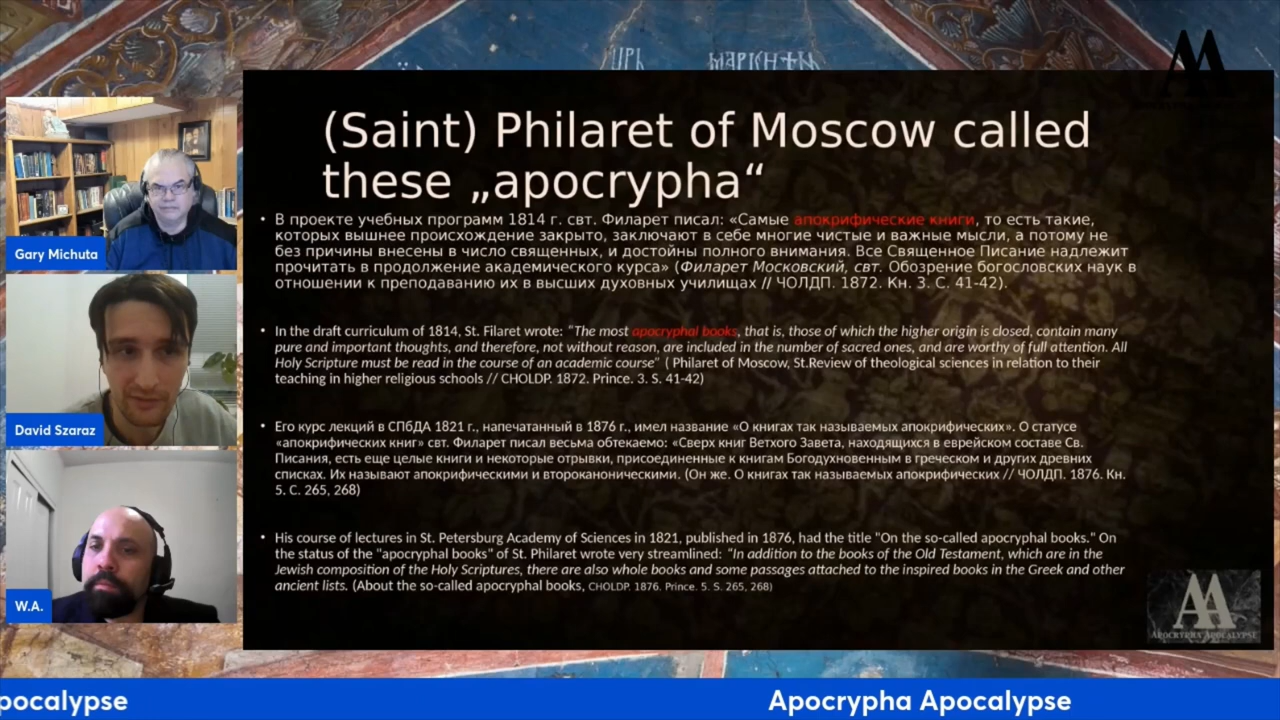 ЦРЬ
AA
(Saint) Philaret of Moscow called
these „apocrypha“
• В проекте учебных программ 1814 г. свт. Филарет писал: «Самые апокрифические книги, то есть такие,
которых вышнее происхождение закрыто, заключают в себе многие чистые и важные мысли, а потому не
без причины внесены в число священных, и достойны полного внимания. Все Священное Писание надлежит
прочитать в продолжение академического курса» (Филарет Московский, свт. Обозрение богословских наук в
отношении к преподаванию их в высших духовных училищах // ЧОЛДП. 1872. Кн. 3. С. 41-42).
• In the draft curriculum of 1814, St. Filaret wrote: “The most apocryphal books, that is, those of which the higher origin is closed, contain many
pure and important thoughts, and therefore, not without reason, are included in the number of sacred ones, and are worthy of full attention. All
Holy Scripture must be read in the course of an academic course” ( Philaret of Moscow, St.Review of theological sciences in relation to their
teaching in higher religious schools // CHOLDP. 1872. Prince. 3. S. 41-42)
• Его курс лекций в СПбДА 1821 г., напечатанный в 1876 г., имел название «О книгах так называемых апокрифических». О статусе
«апокрифических книг» свт. Филарет писал весьма обтекаемо: «Сверх книг Ветхого Завета, находящихся в еврейском составе Св.
Писания, есть еще целые книги и некоторые отрывки, присоединенные к книгам Богодухновенным в греческом и других древних
списках. Их называют апокрифическими и второканоническими. (Он же. О книгах так называемых апокрифических // ЧОЛДП. 1876. Кн.
5. С. 265, 268)
• His course of lectures in St. Petersburg Academy of Sciences in 1821, published in 1876, had the title "On the so-called apocryphal books." On
the status of the "apocryphal books" of St. Philaret wrote very streamlined: “In addition to the books of the Old Testament, which are in the
Jewish composition of the Holy Scriptures, there are also whole books and some passages attached to the inspired books in the Greek and other
ancient lists. (About the so-called apocryphal books, CHOLDP. 1876. Prince. 5. S. 265, 268)
Gary Michuta
David Szaraz
W.A.
AA
APOCRYPHA APOCALYPSE
pocalypse
Apocrypha Apocalypse